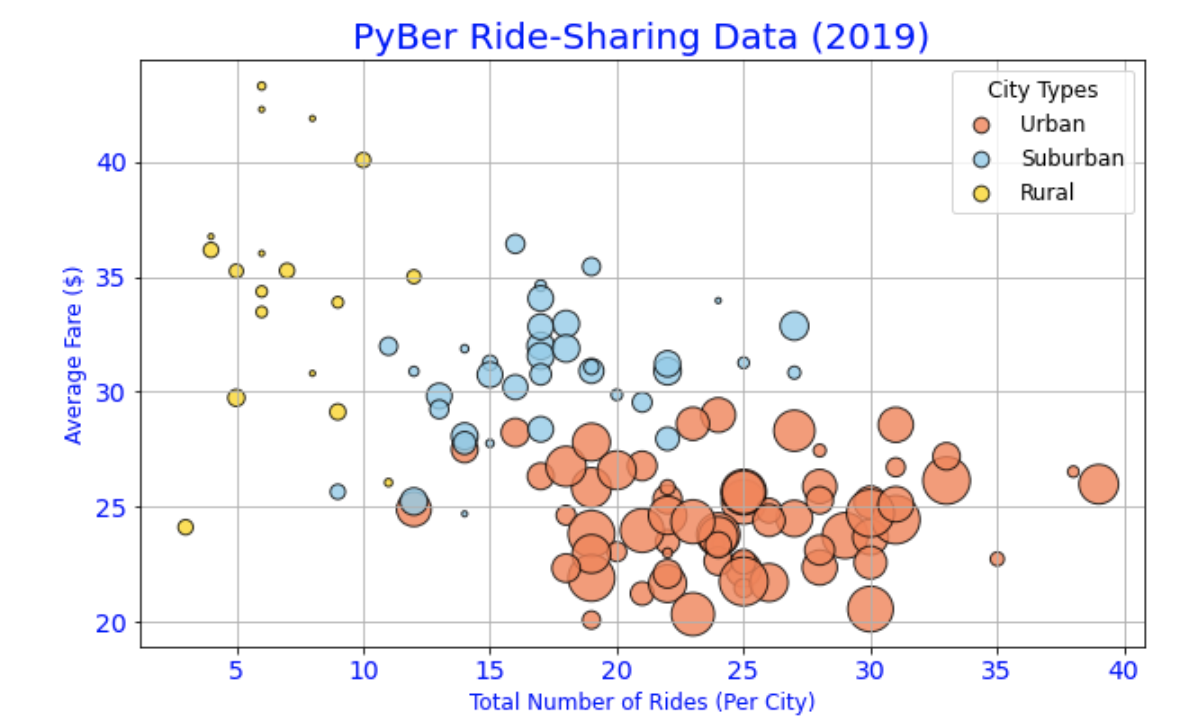 PyBer Ride-Sharing Data (2019)
City Types
Urban
Suburban
Rural
Average Fare ($)
40
35
30
25
20
5 10 15 20 25 30 35 40
Total Number of Rides (Per City)